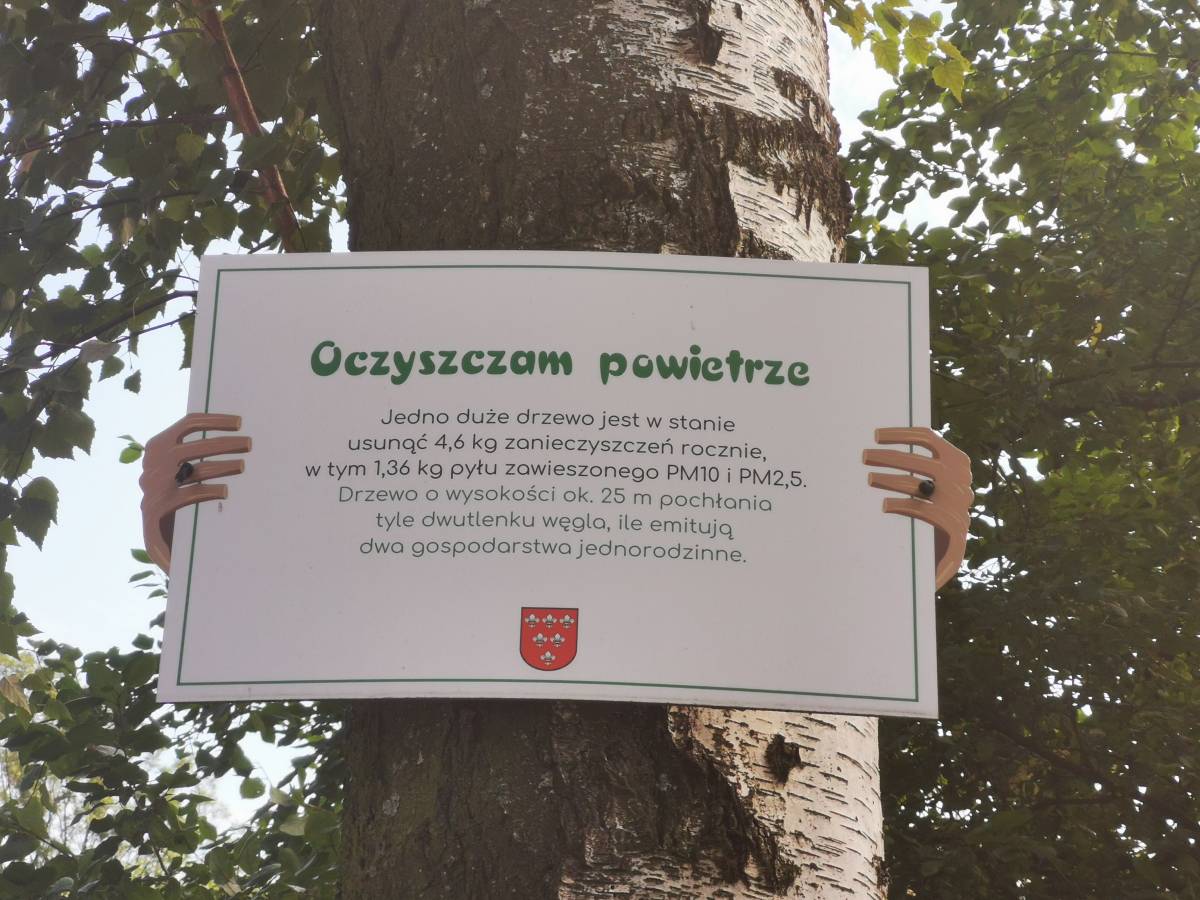 Oczyszczam powietrze
Jedno duże drzewo jest w stanie
usunąć 4,6 kg zanieczyszczeń rocznie,
w tym 1,36 kg pyłu zawieszonego PM10 i PM2,5.
Drzewo o wysokości ok. 25 m pochłania
tyle dwutlenku węgla, ile emitują
dwa gospodarstwa jednorodzinne.